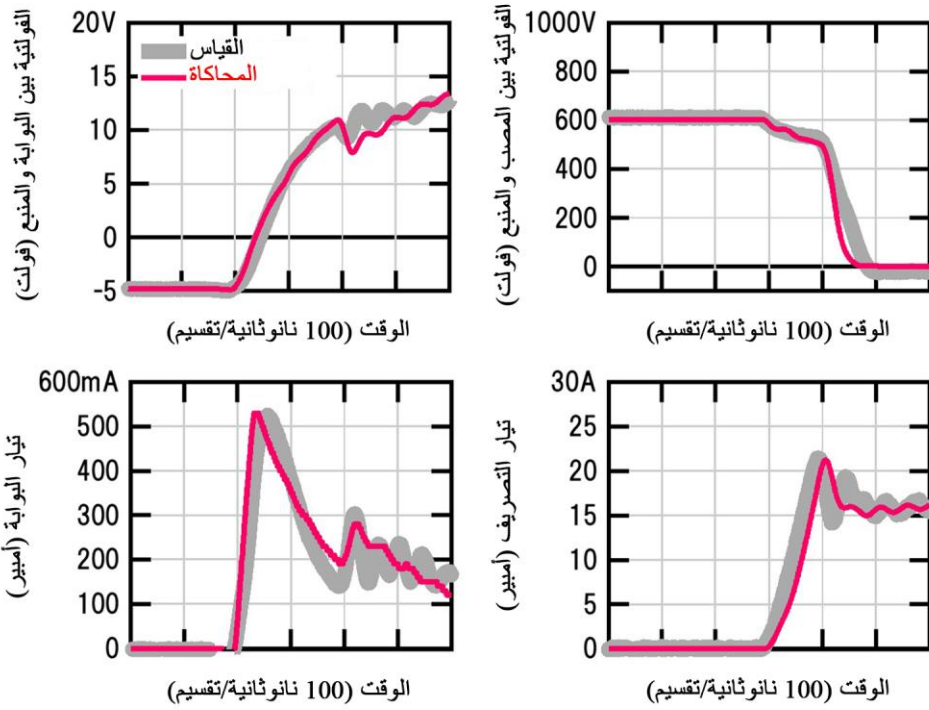 الفولتية بين البوابة والمنبع (فولت)
20V
15
10
5
0
-5
القياس
المحاكاة
الوقت (100 نانوثانية/تقسيم)
الفولتية بين المصب والمنبع (فولت)
1000V
800
600
400
200
0
الوقت (100 نانوثانية/تقسيم)
تيار البوابة (أمبير)
600mA
500
400
300
200
100
0
الوقت (100 نانوثانية/تقسيم)
تيار التصريف (أمبير)
30A
25
20
15
10
5
0
الوقت (100 نانوثانية/تقسيم)